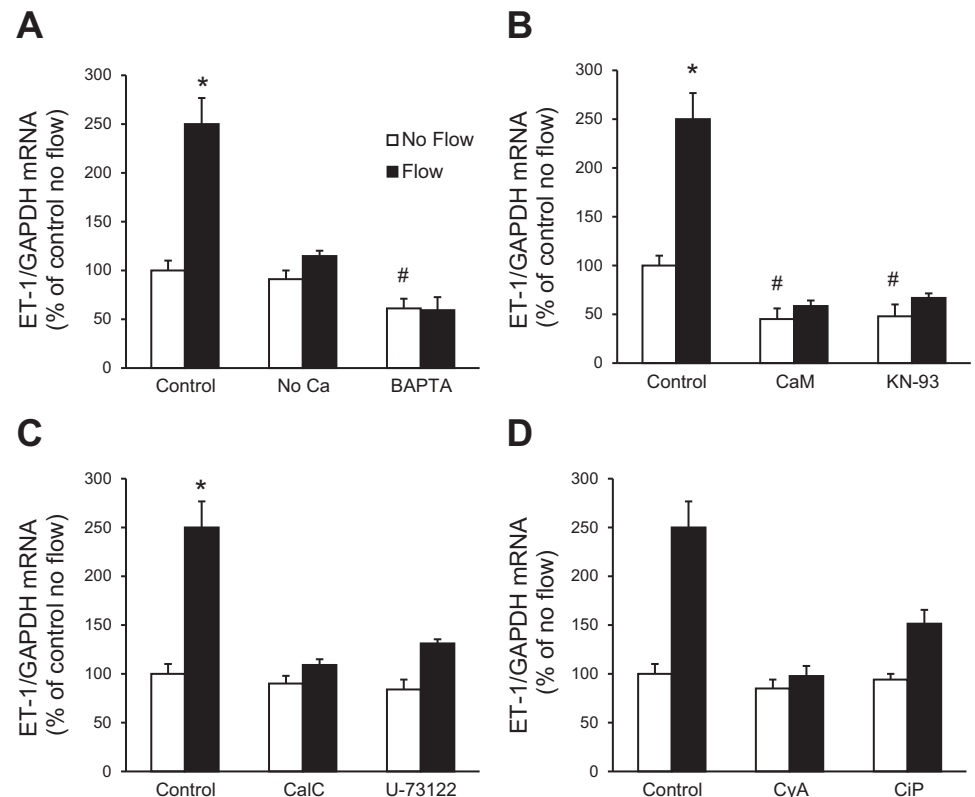 A
ET-1/GAPDH mRNA
(% of control no flow)
300
250
200
150
100
50
0
*
#
No Flow
Flow
Control
No Ca
BAPTA
B
ET-1/GAPDH mRNA
(% of control no flow)
300
250
200
150
100
50
0
*
#
#
Control
CaM
KN-93
C
ET-1/GAPDH mRNA
(% of control no flow)
300
250
200
150
100
50
0
*
Control
CalC
U-73122
D
ET-1/GAPDH mRNA
(% of no flow)
300
250
200
150
100
50
0
Control
CyA
CiP